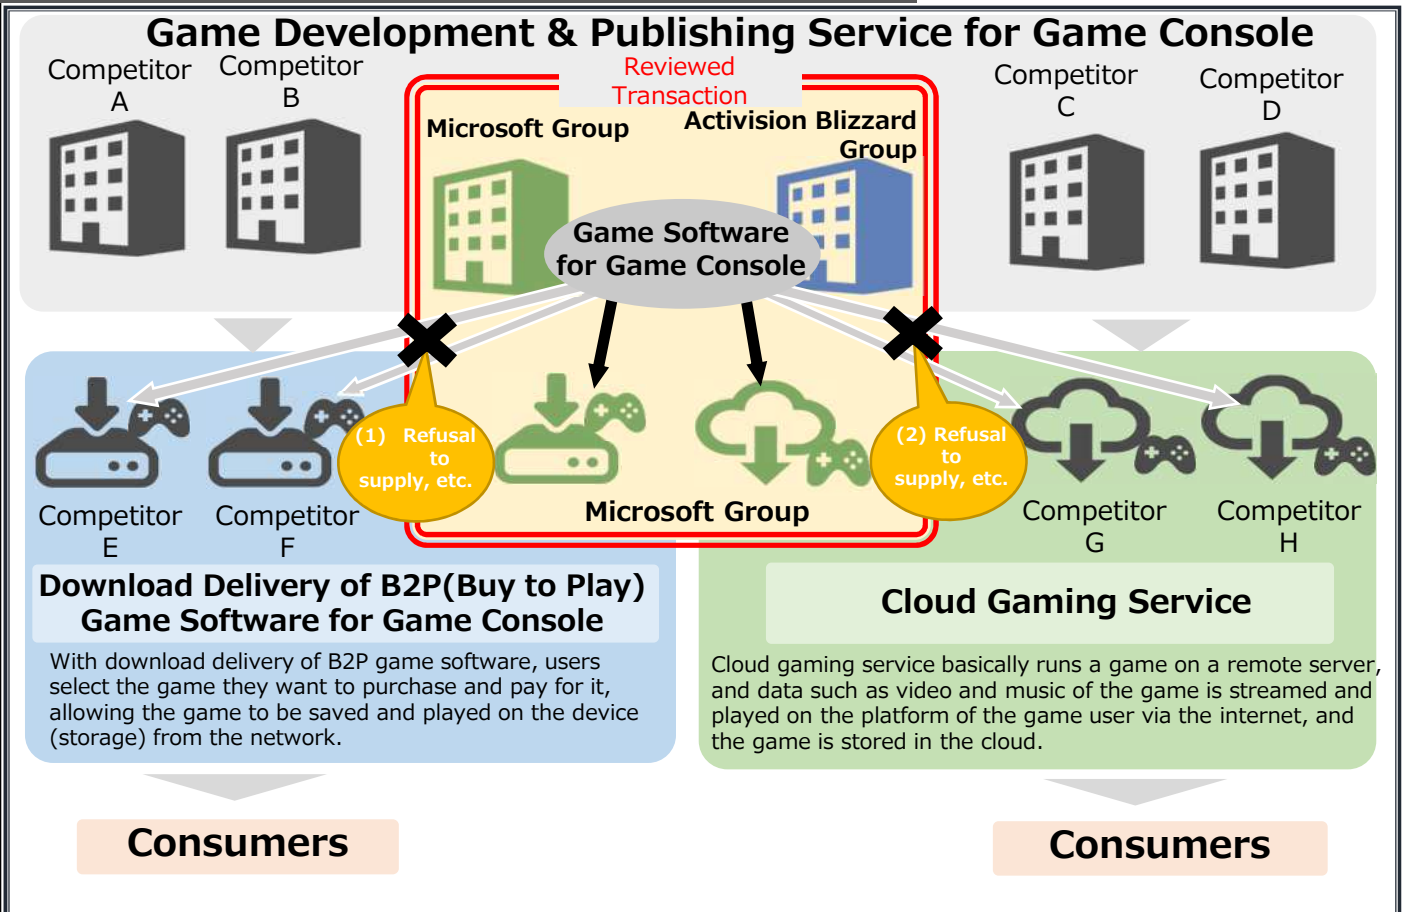 Game Development & Publishing Service for Game Console
Competitor
A
Competitor
B
Reviewed
Transaction
Competitor
C
Competitor
D
Microsoft Group
Activision Blizzard
Group
Game Software
for Game Console
(1) Refusal
to
supply, etc.
(2) Refusal
to
supply, etc.
Competitor
E
Competitor
F
Microsoft Group
Competitor
G
Competitor
H
Download Delivery of B2P(Buy to Play)
Game Software for Game Console
With download delivery of B2P game software, users
select the game they want to purchase and pay for it,
allowing the game to be saved and played on the device
(storage) from the network.
Cloud Gaming Service
Cloud gaming service basically runs a game on a remote server,
and data such as video and music of the game is streamed and
played on the platform of the game user via the internet, and
the game is stored in the cloud.
Consumers
Consumers